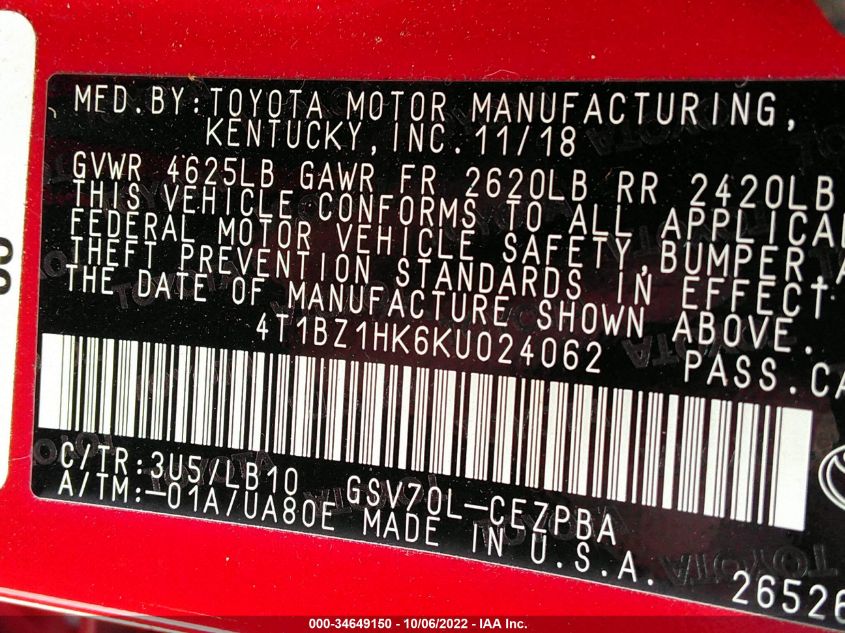 MFD.BY:TOYOTA MOTOR MANUFACTURING,
KENTUCKY, INC. 11/18
GVWR 4625LB GAWR FR 2620LB RR 2420LB
THIS VEHICLE CONFORMS TO ALL APPLICA
FEDERAL MOTOR VEHICLE SAFETY, BUMPER A
THEFT PREVENTION STANDARDS IN EFFECT
THE DATE OF MANUFACTURE SHOWN ABOVE.
4T1BZ1HK6KU024062 PASS.CA
C/TR:3U5/LB10 GSV70L-CEZPBA
A/TM:-01A/UA80E MADE IN U.S.A.
26526
000-34649150 - 10/06/2022 - IAA Inc.